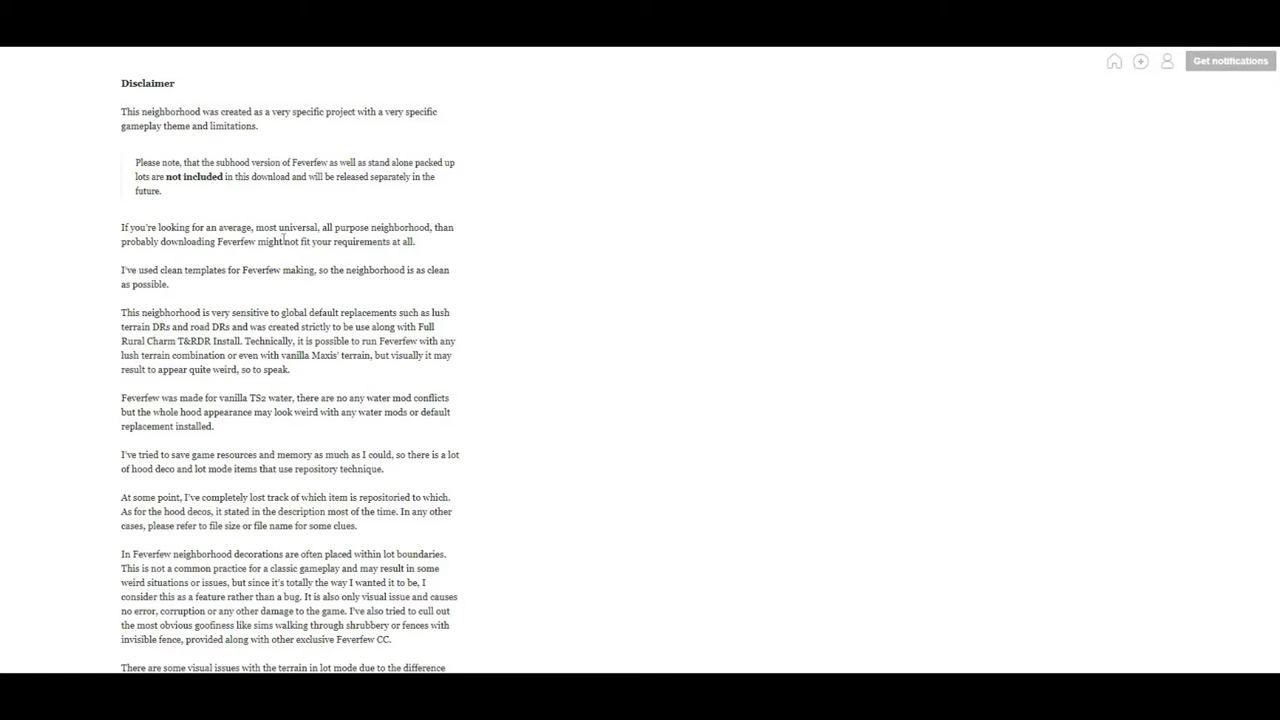 Get notifications
Disclaimer
This neighborhood was created as a very specific project with a very specific
gameplay theme and limitations.
Please note, that the subhood version of Feverfew as well as stand alone packed up
lots are not included in this download and will be released separately in the
future.
If you're looking for an average, most universal, all purpose neighborhood, than
probably downloading Feverfew might not fit your requirements at all.
I've used clean templates for Feverfew making, so the neighborhood is as clean
as possible.
This neigbhorhood is very sensitive to global default replacements such as lush
terrain DRs and road DRs and was created strictly to be use along with Full
Rural Charm T&RDR Install. Technically, it is possible to run Feverfew with any
lush terrain combination or even with vanilla Maxis' terrain, but visually it may
result to appear quite weird, so to speak.
Feverfew was made for vanilla TS2 water, there are no any water mod conflicts
but the whole hood appearance may look weird with any water mods or default
replacement installed.
I've tried to save game resources and memory as much as I could, so there is a lot
of hood deco and lot mode items that use repository technique.
At some point, I've completely lost track of which item is repositoried to which.
As for the hood decos, it stated in the description most of the time. In any other
cases, please refer to file size or file name for some clues.
In Feverfew neighborhood decorations are often placed within lot boundaries.
This is not a common practice for a classic gameplay and may result in some
weird situations or issues, but since it's totally the way I wanted it to be, I
consider this as a feature rather than a bug. It is also only visual issue and causes
no error, corruption or any other damage to the game. I've also tried to cull out
the most obvious goofiness like sims walking through shrubbery or fences with
invisible fence, provided along with other exclusive Feverfew CC.
There are some visual issues with the terrain in lot mode due to the difference